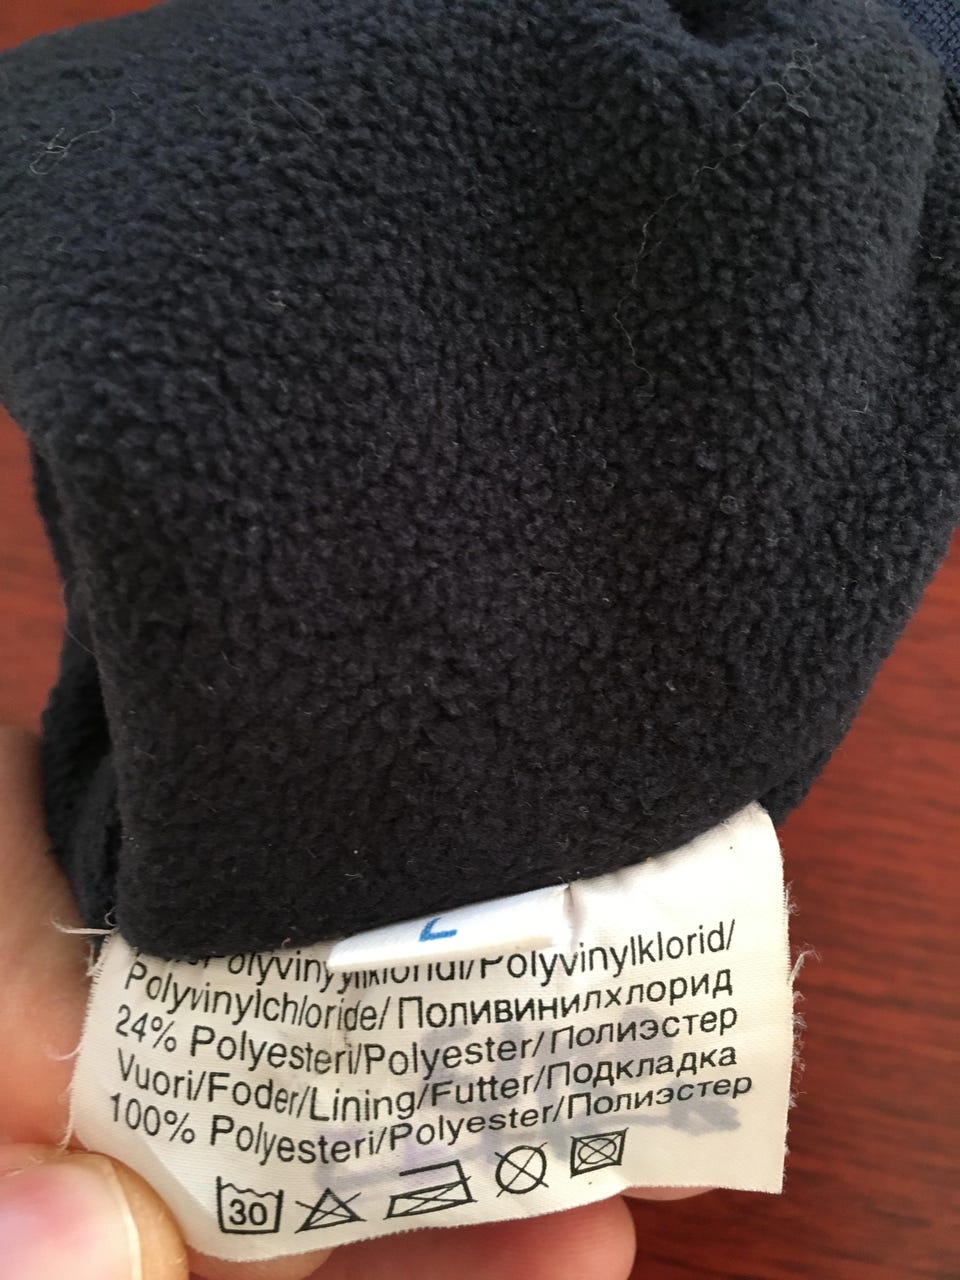 Polyvinylklorid/
Polyvinylchloride/ Поливинилхлорид
24% Polyesteri/Polyester/Полиэстер
Vuori/Foder/Lining/Futter/Подкладка
100% Polyesteri/Polyester/Полиэстер
30